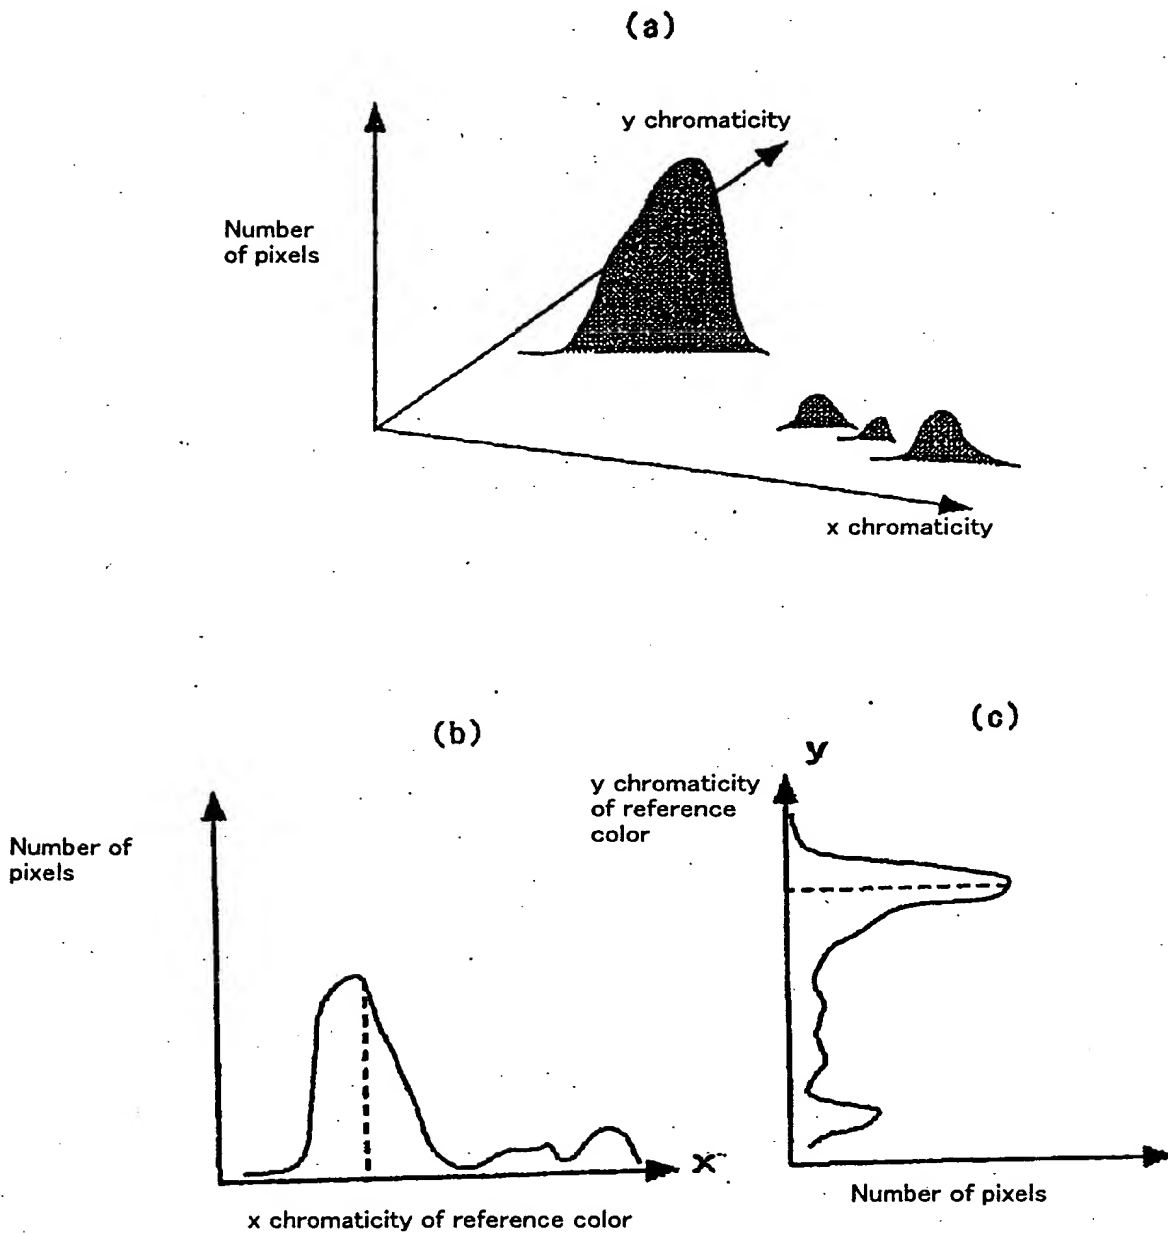 (a)
y chromaticity
Number
of pixels
x chromaticity
(b)
Number of
pixels
x
x chromaticity of reference color
(c)
y
y chromaticity
of reference
color
Number of pixels